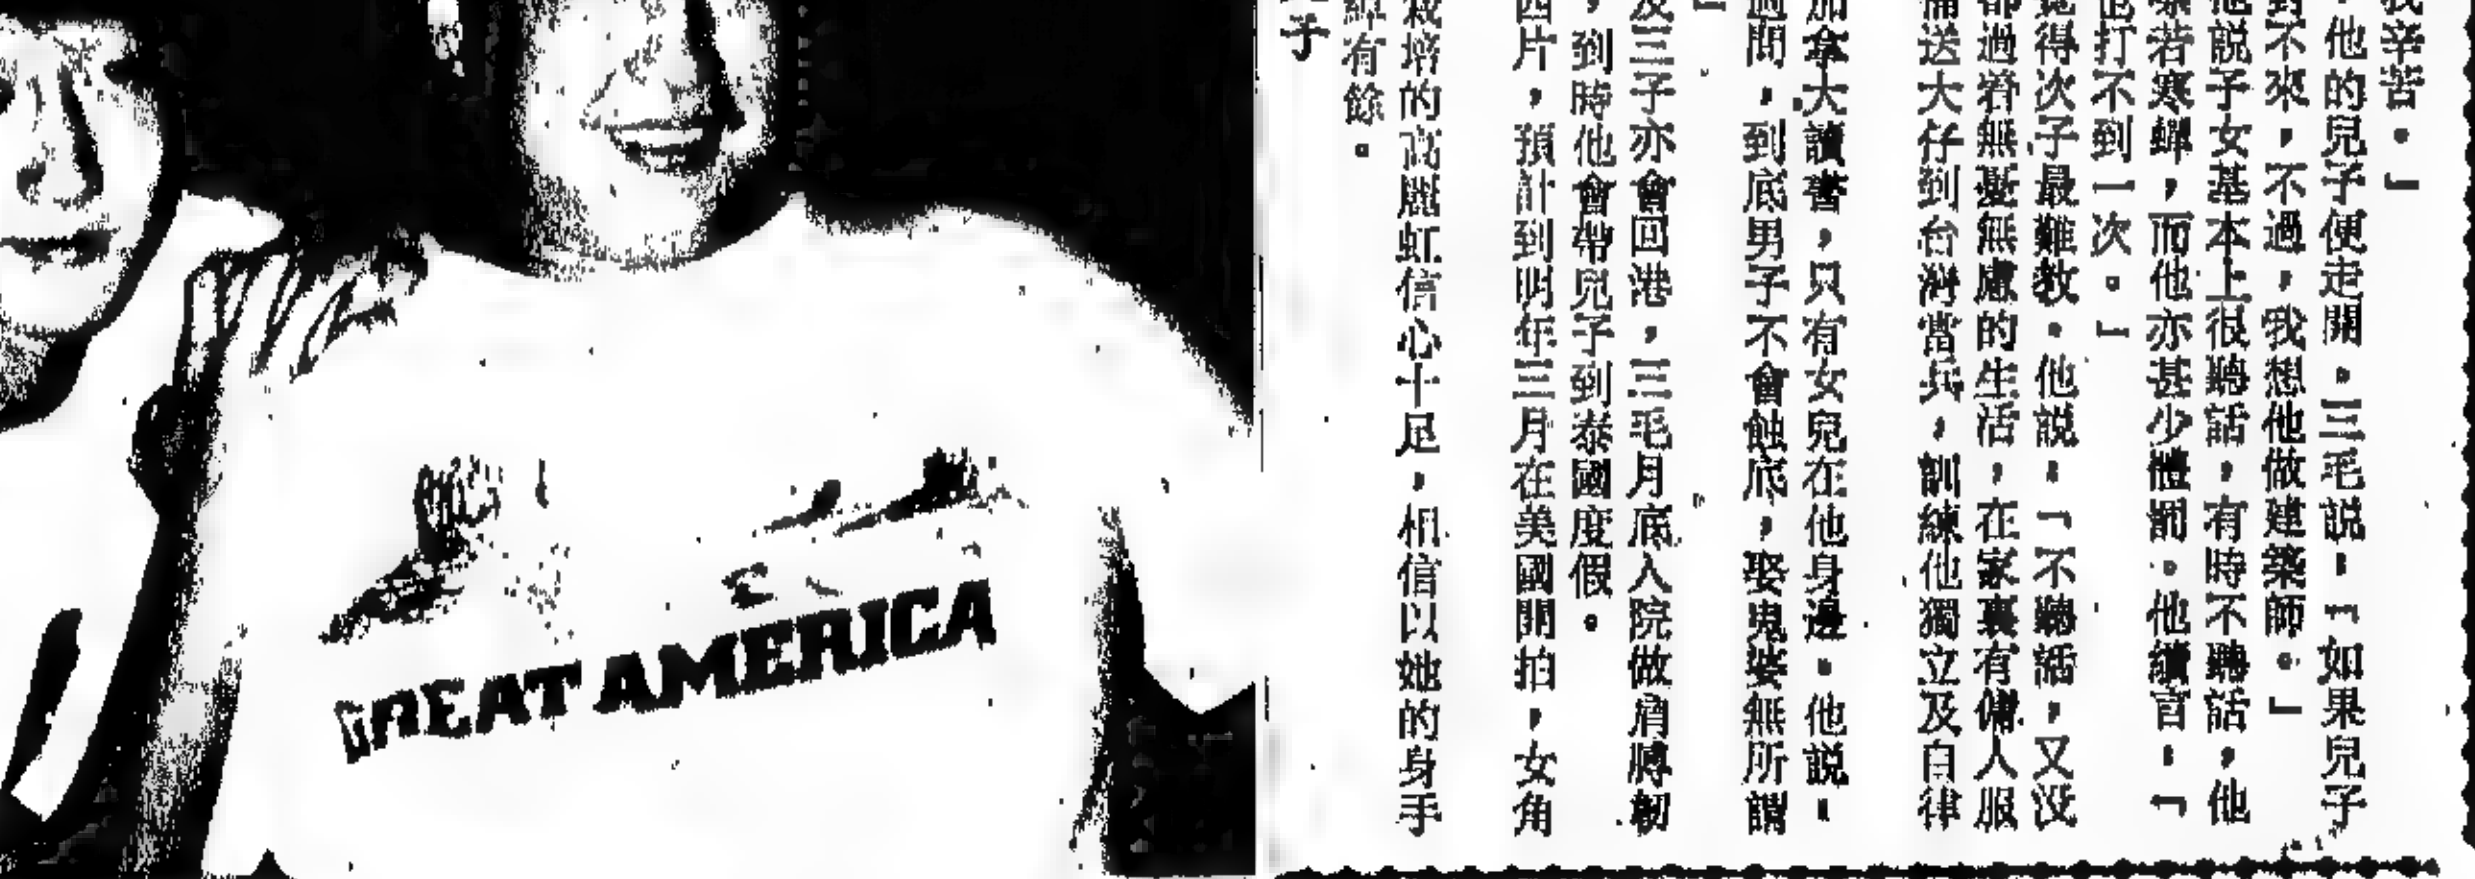 辛苦。」
他的兒子便走開。三毛說:「如果兒子
不來,不過,我想他做建築師。」
他說子女基本上很聽話,有時不聽話,他
若寒蟬,而他亦甚少體罰。他續言:「
也打不到一次。」
覺得次子最難教。他說:「不聽話,又没
都過着無憂無慮的生活,在家裏有傭人服
送大仔到台灣當兵,訓練他獨立及自律
加拿大讀書,只有女兒在他身邊。他說:
過問,到底男子不會蝕底,娶鬼婆無所謂
」
及三子亦會回港,三毛月底入院做肩膊韌
,到時他會帶兒子到泰國度假。
西片,預計到明年三月在美國開拍,女角
栽培的高麗虹信心十足,相信以她的身手
有餘。
子
GREAT AMERICA